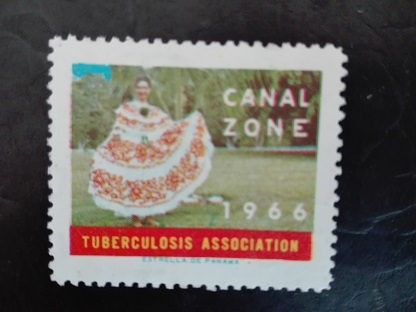 CANAL
ZONE
1966
TUBERCULOSIS ASSOCIATION
ESTRELLA DE PANAMA